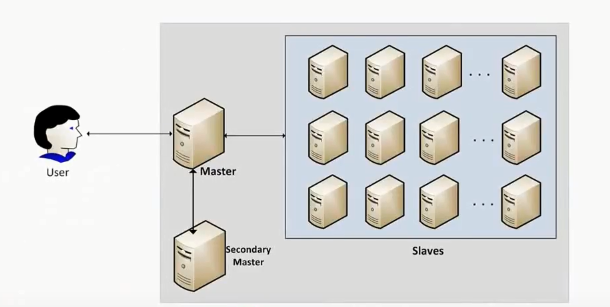 User
Master
Secondary
Master
Slaves
. . .
. . .
. . .